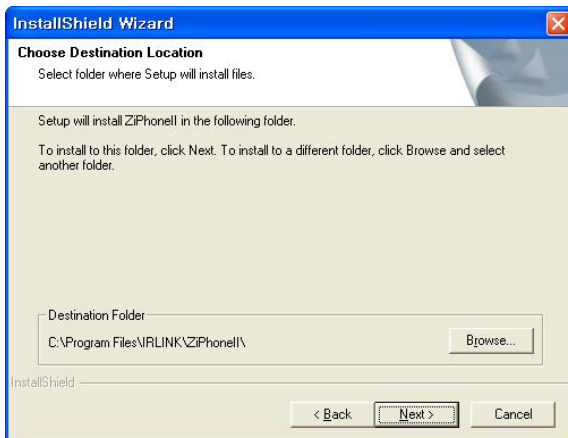 InstallShield Wizard
Choose Destination Location
Select folder where Setup will install files.
Setup will install ZiPhoneII in the following folder.
To install to this folder, click Next. To install to a different folder, click Browse and select
another folder.
Destination Folder
C:\Program Files\IRLINK\ZiPhoneII\
Browse...
InstallShield
< Back
Next >
Cancel